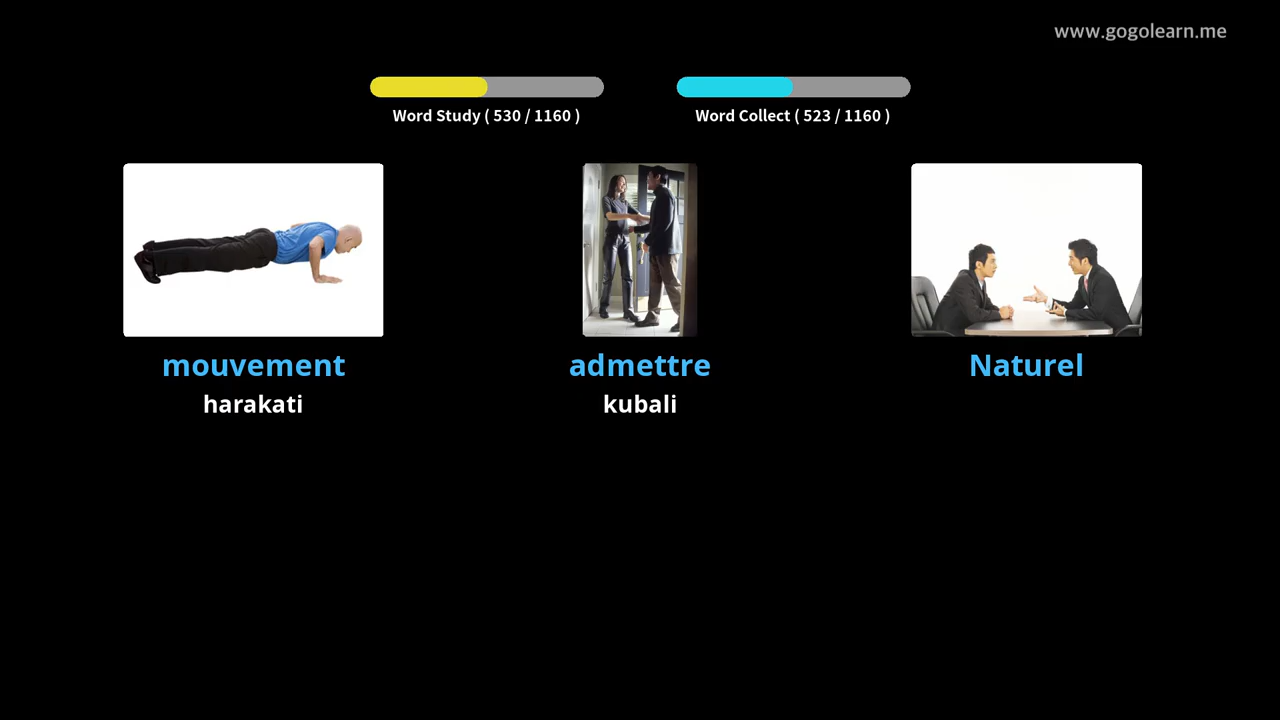 www.gogolearn.me
Word Study ( 530 / 1160 )
Word Collect ( 523 / 1160 )
mouvement
harakati
admettre
kubali
Naturel